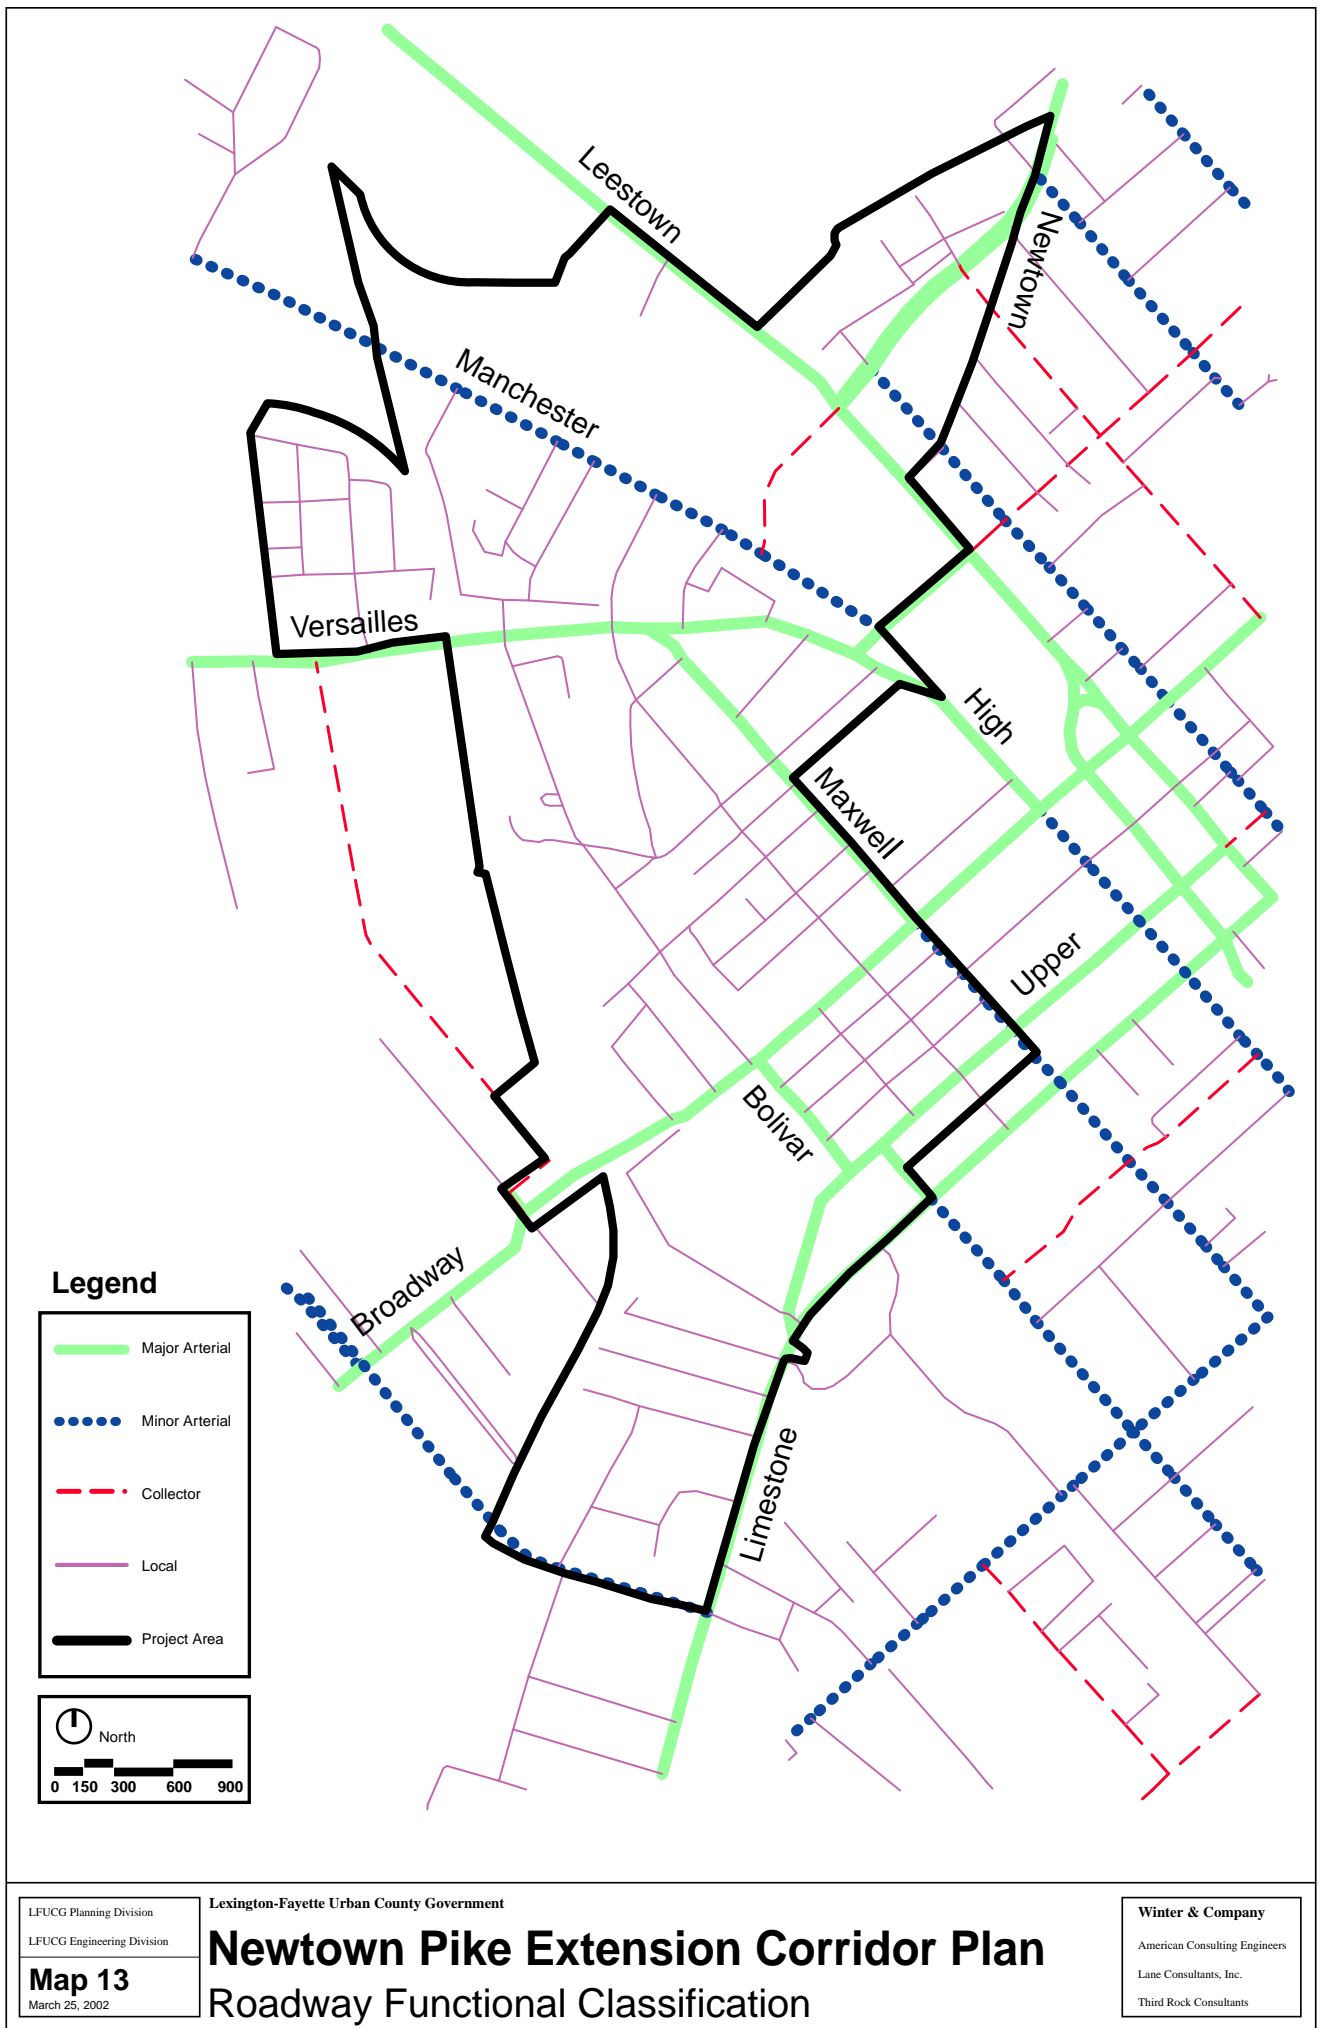 Leestown
Newtown
Manchester
Versailles
High
Maxwell
Upper
Bolivar
Broadway
Limestone
Legend
Major Arterial
Minor Arterial
Collector
Local
Project Area
North
0 150 300 600 900
LFUCG Planning Division
LFUCG Engineering Division
Map 13
March 25, 2002
Lexington-Fayette Urban County Government
Newtown Pike Extension Corridor Plan
Roadway Functional Classification
Winter & Company
American Consulting Engineers
Lane Consultants, Inc.
Third Rock Consultants